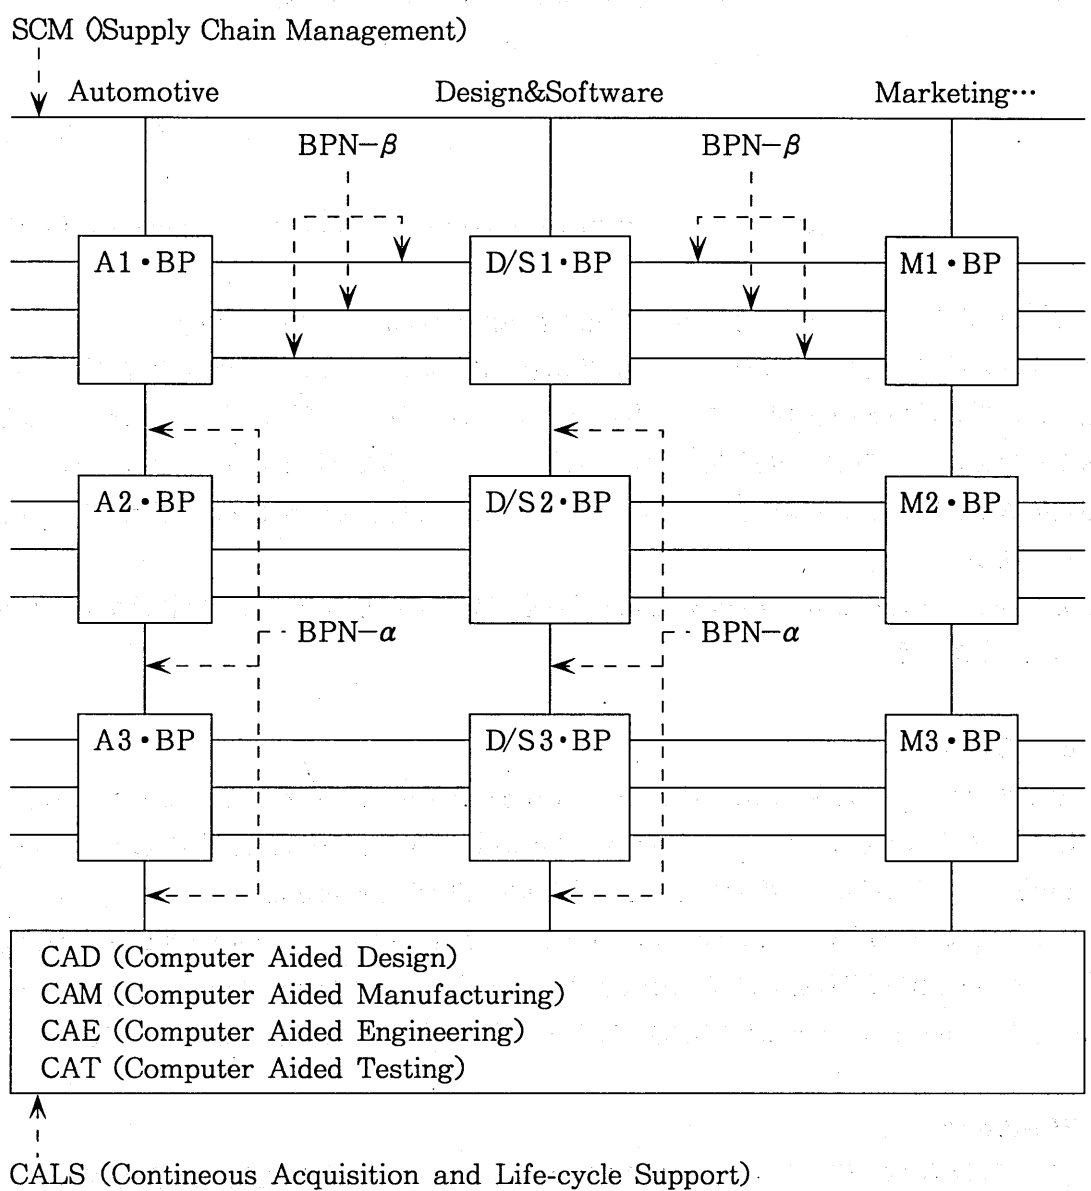 SCM ()Supply Chain Management)
Automotive Design&Software Marketing…
BPN−β BPN−β
A1・BP D/S1・BP M1・BP
A2・BP D/S2・BP M2・BP
BPN−α BPN−α
A3・BP D/S3・BP M3・BP
CAD (Computer Aided Design)
CAM (Computer Aided Manufacturing)
CAE (Computer Aided Engineering)
CAT (Computer Aided Testing)
CALS (Contineous Acquisition and Life-cycle Support)